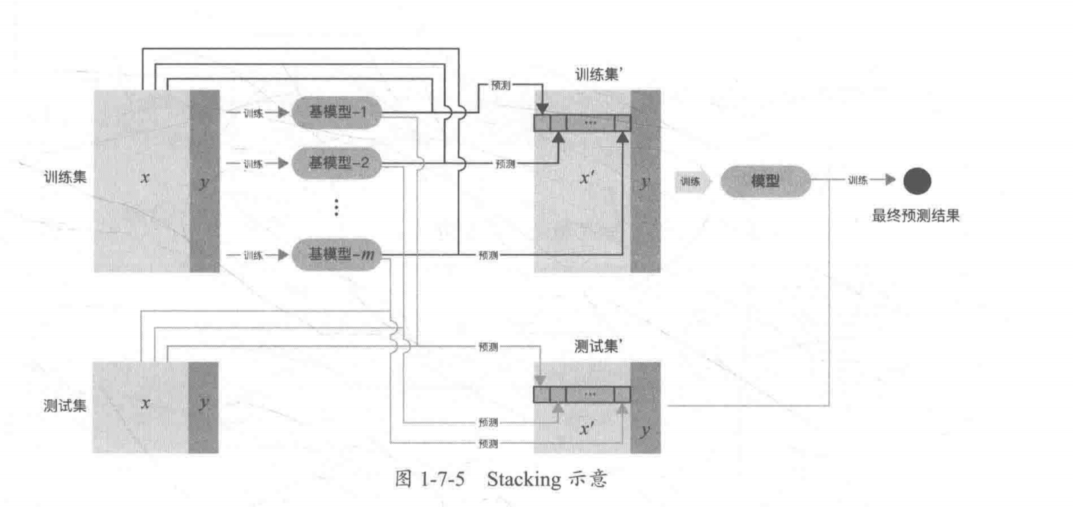 训练集'
预测
训练
基模型-1
训练
基模型-2
预测
...
训练集
x
y
x'
y
训练
模型
训练
最终预测结果
训练
基模型-m
预测
测试集'
预测
...
测试集
x
y
预测
x'
y
预测
图 1-7-5 Stacking 示意